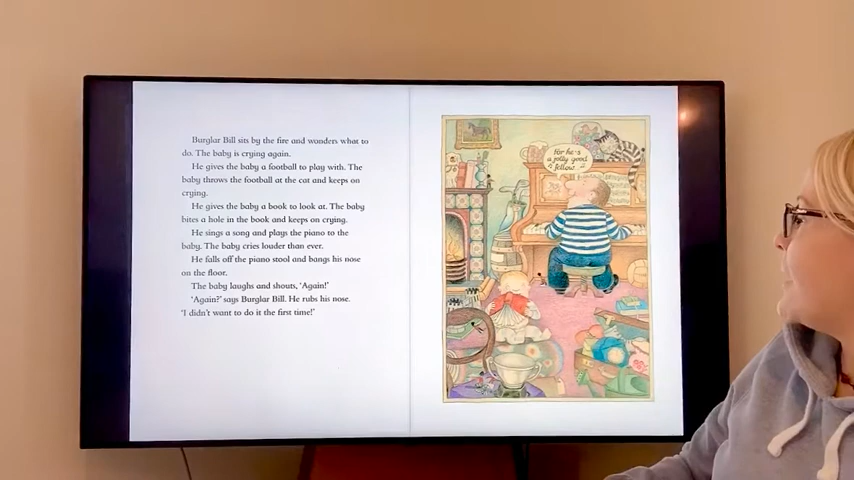 Burglar Bill sits by the fire and wonders what to
do. The baby is crying again.
He gives the baby a football to play with. The
baby throws the football at the cat and keeps on
crying.
He gives the baby a book to look at. The baby
bites a hole in the book and keeps on crying.
He sings a song and plays the piano to the
baby. The baby cries louder than ever.
He falls off the piano stool and bangs his nose
on the floor.
The baby laughs and shouts, ‘Again!’
‘Again?’ says Burglar Bill. He rubs his nose.
‘I didn’t want to do it the first time!’
For he-s
a jolly good
fellow